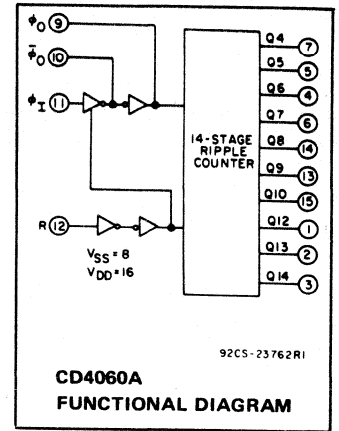 ϕO 9
ϕ̅O 10
ϕI 11
R 12
VSS = 8
VDD = 16
14-STAGE
RIPPLE
COUNTER
Q4 7
Q5 5
Q6 4
Q7 6
Q8 14
Q9 13
Q10 15
Q12 1
Q13 2
Q14 3
92CS-23762R1
CD4060A
FUNCTIONAL DIAGRAM